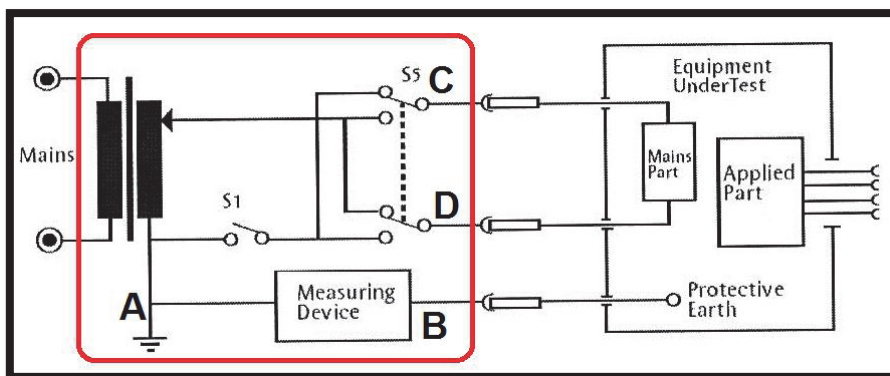 Mains
S1
S5
C
D
A
B
Measuring
Device
Equipment
UnderTest
Mains
Part
Applied
Part
Protective
Earth